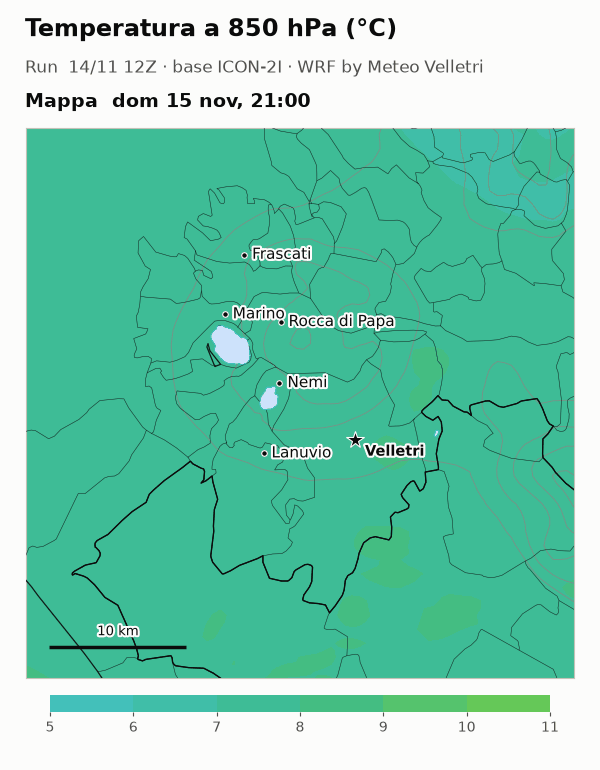 Temperatura a 850 hPa (°C)
Run 14/11 12Z · base ICON-2I · WRF by Meteo Velletri
Mappa dom 15 nov, 21:00
Frascati
Marino
Rocca di Papa
Nemi
Velletri
Lanuvio
10 km
5 6 7 8 9 10 11